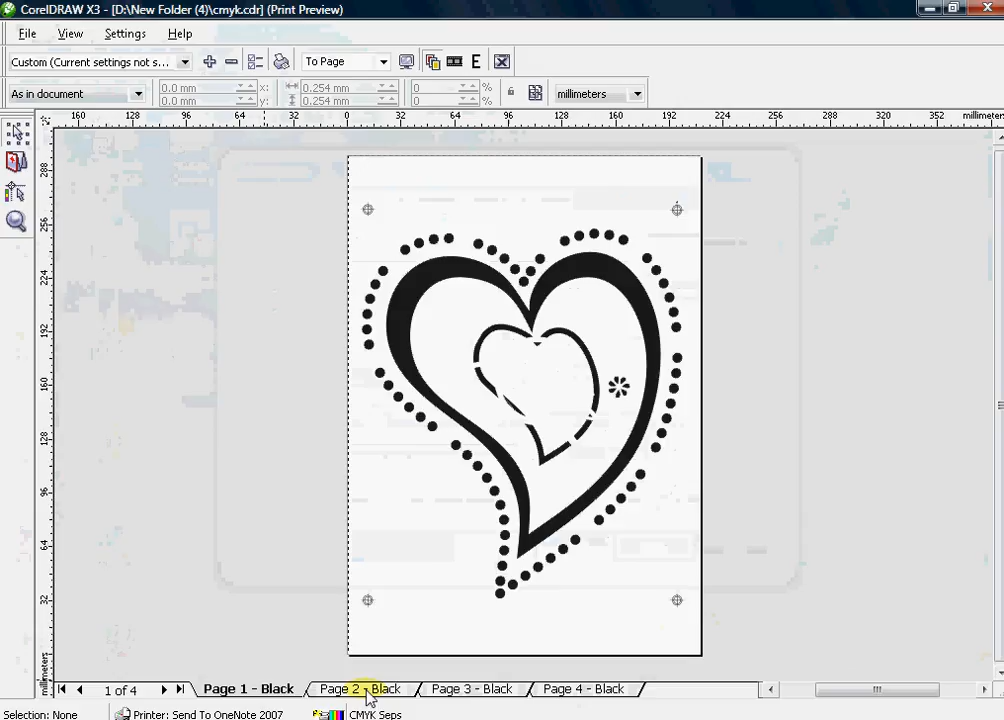 CorelDRAW X3 - [D:\New Folder (4)\cmyk.cdr] (Print Preview)
File View Settings Help
Custom (Current settings not s... To Page E
As in document 0.0 mm x: 0.254 mm 0 % millimeters
0.0 mm y: 0.254 mm 0 %
160 128 96 64 32 0 32 64 96 128 160 192 224 256 288 320 352 millimeters
288
256
224
192
160
128
96
64
32
millimeters
1 of 4 Page 1 - Black Page 2 - Black Page 3 - Black Page 4 - Black
Selection: None Printer: Send To OneNote 2007 CMYK Seps